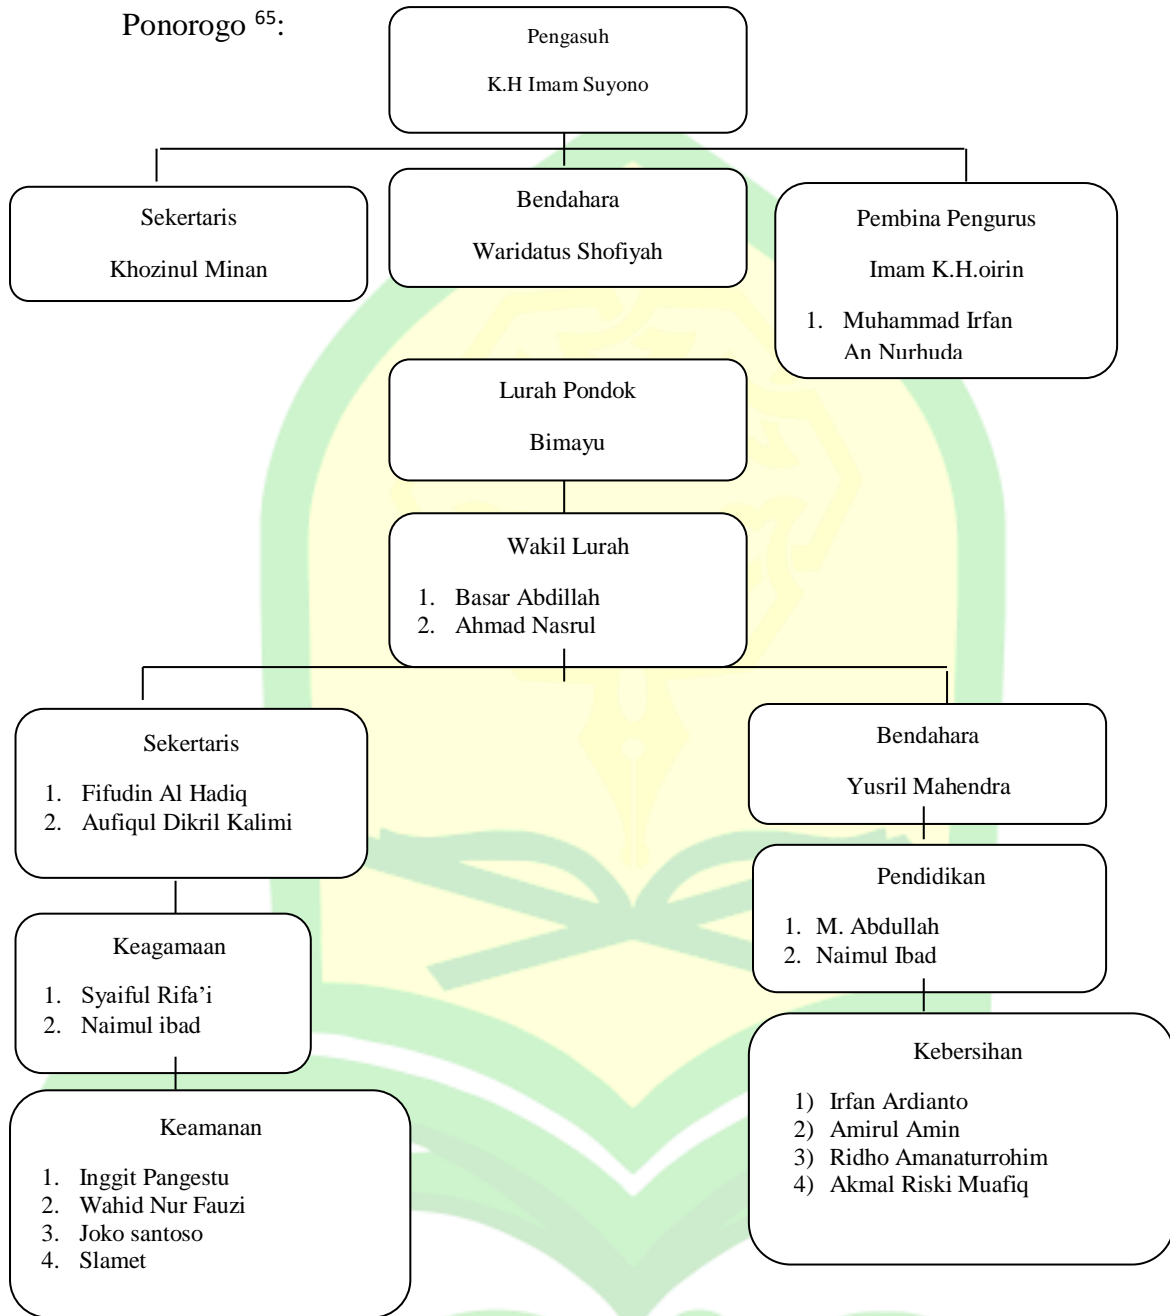 Ponorogo 65:
Pengasuh
K.H Imam Suyono
Sekertaris
Khozinul Minan
Bendahara
Waridatus Shofiyah
Pembina Pengurus
Imam K.H.oirin
1. Muhammad Irfan
An Nurhuda
Lurah Pondok
Bimayu
Wakil Lurah
1. Basar Abdillah
2. Ahmad Nasrul
Sekertaris
1. Fifudin Al Hadiq
2. Aufiqul Dikril Kalimi
Bendahara
Yusril Mahendra
Keagamaan
1. Syaiful Rifa’i
2. Naimul ibad
Pendidikan
1. M. Abdullah
2. Naimul Ibad
Keamanan
1. Inggit Pangestu
2. Wahid Nur Fauzi
3. Joko santoso
4. Slamet
Kebersihan
1) Irfan Ardianto
2) Amirul Amin
3) Ridho Amanaturrohim
4) Akmal Riski Muafiq